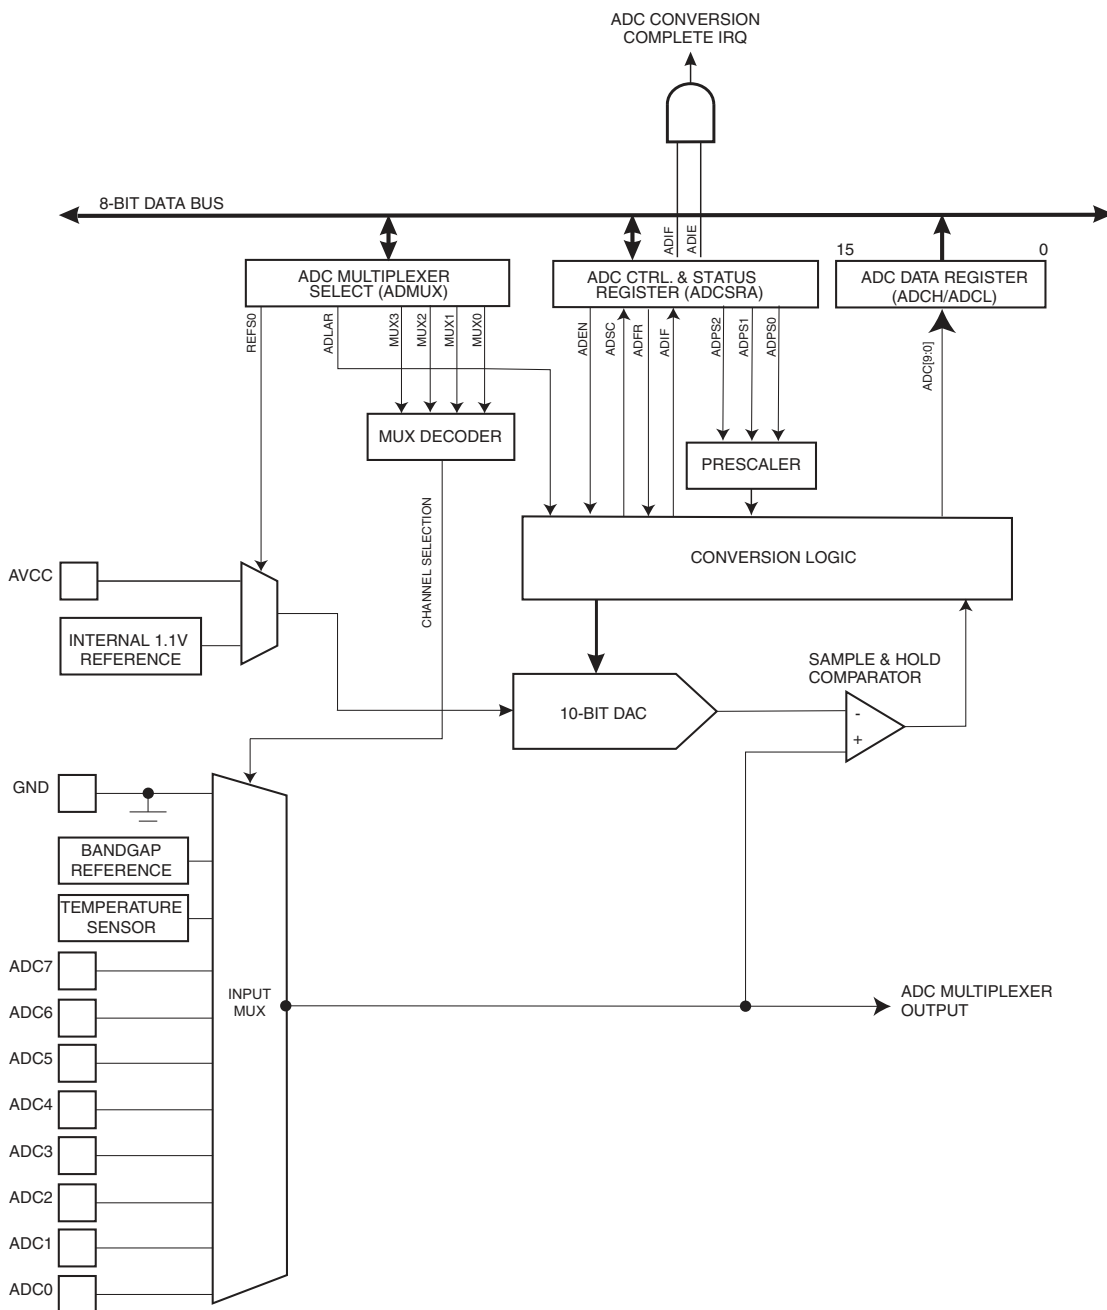 ADC CONVERSION
COMPLETE IRQ
8-BIT DATA BUS
ADIF
ADIE
15
0
ADC MULTIPLEXER
SELECT (ADMUX)
ADC CTRL. & STATUS
REGISTER (ADCSRA)
ADC DATA REGISTER
(ADCH/ADCL)
REFS0
ADLAR
MUX3
MUX2
MUX1
MUX0
ADEN
ADSC
ADFR
ADIF
ADPS2
ADPS1
ADPS0
ADC[9:0]
MUX DECODER
PRESCALER
CHANNEL SELECTION
CONVERSION LOGIC
AVCC
INTERNAL 1.1V
REFERENCE
SAMPLE & HOLD
COMPARATOR
10-BIT DAC
-
+
GND
BANDGAP
REFERENCE
TEMPERATURE
SENSOR
ADC7
ADC6
ADC5
ADC4
ADC3
ADC2
ADC1
ADC0
INPUT
MUX
ADC MULTIPLEXER
OUTPUT